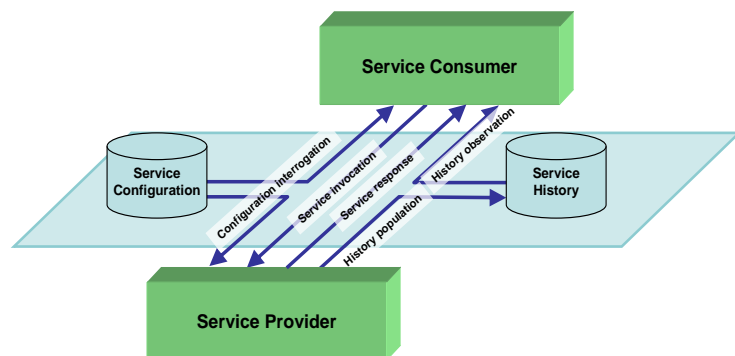 Service Consumer
Service
Configuration
Configuration interrogation
Service invocation
Service response
History observation
History population
Service
History
Service Provider